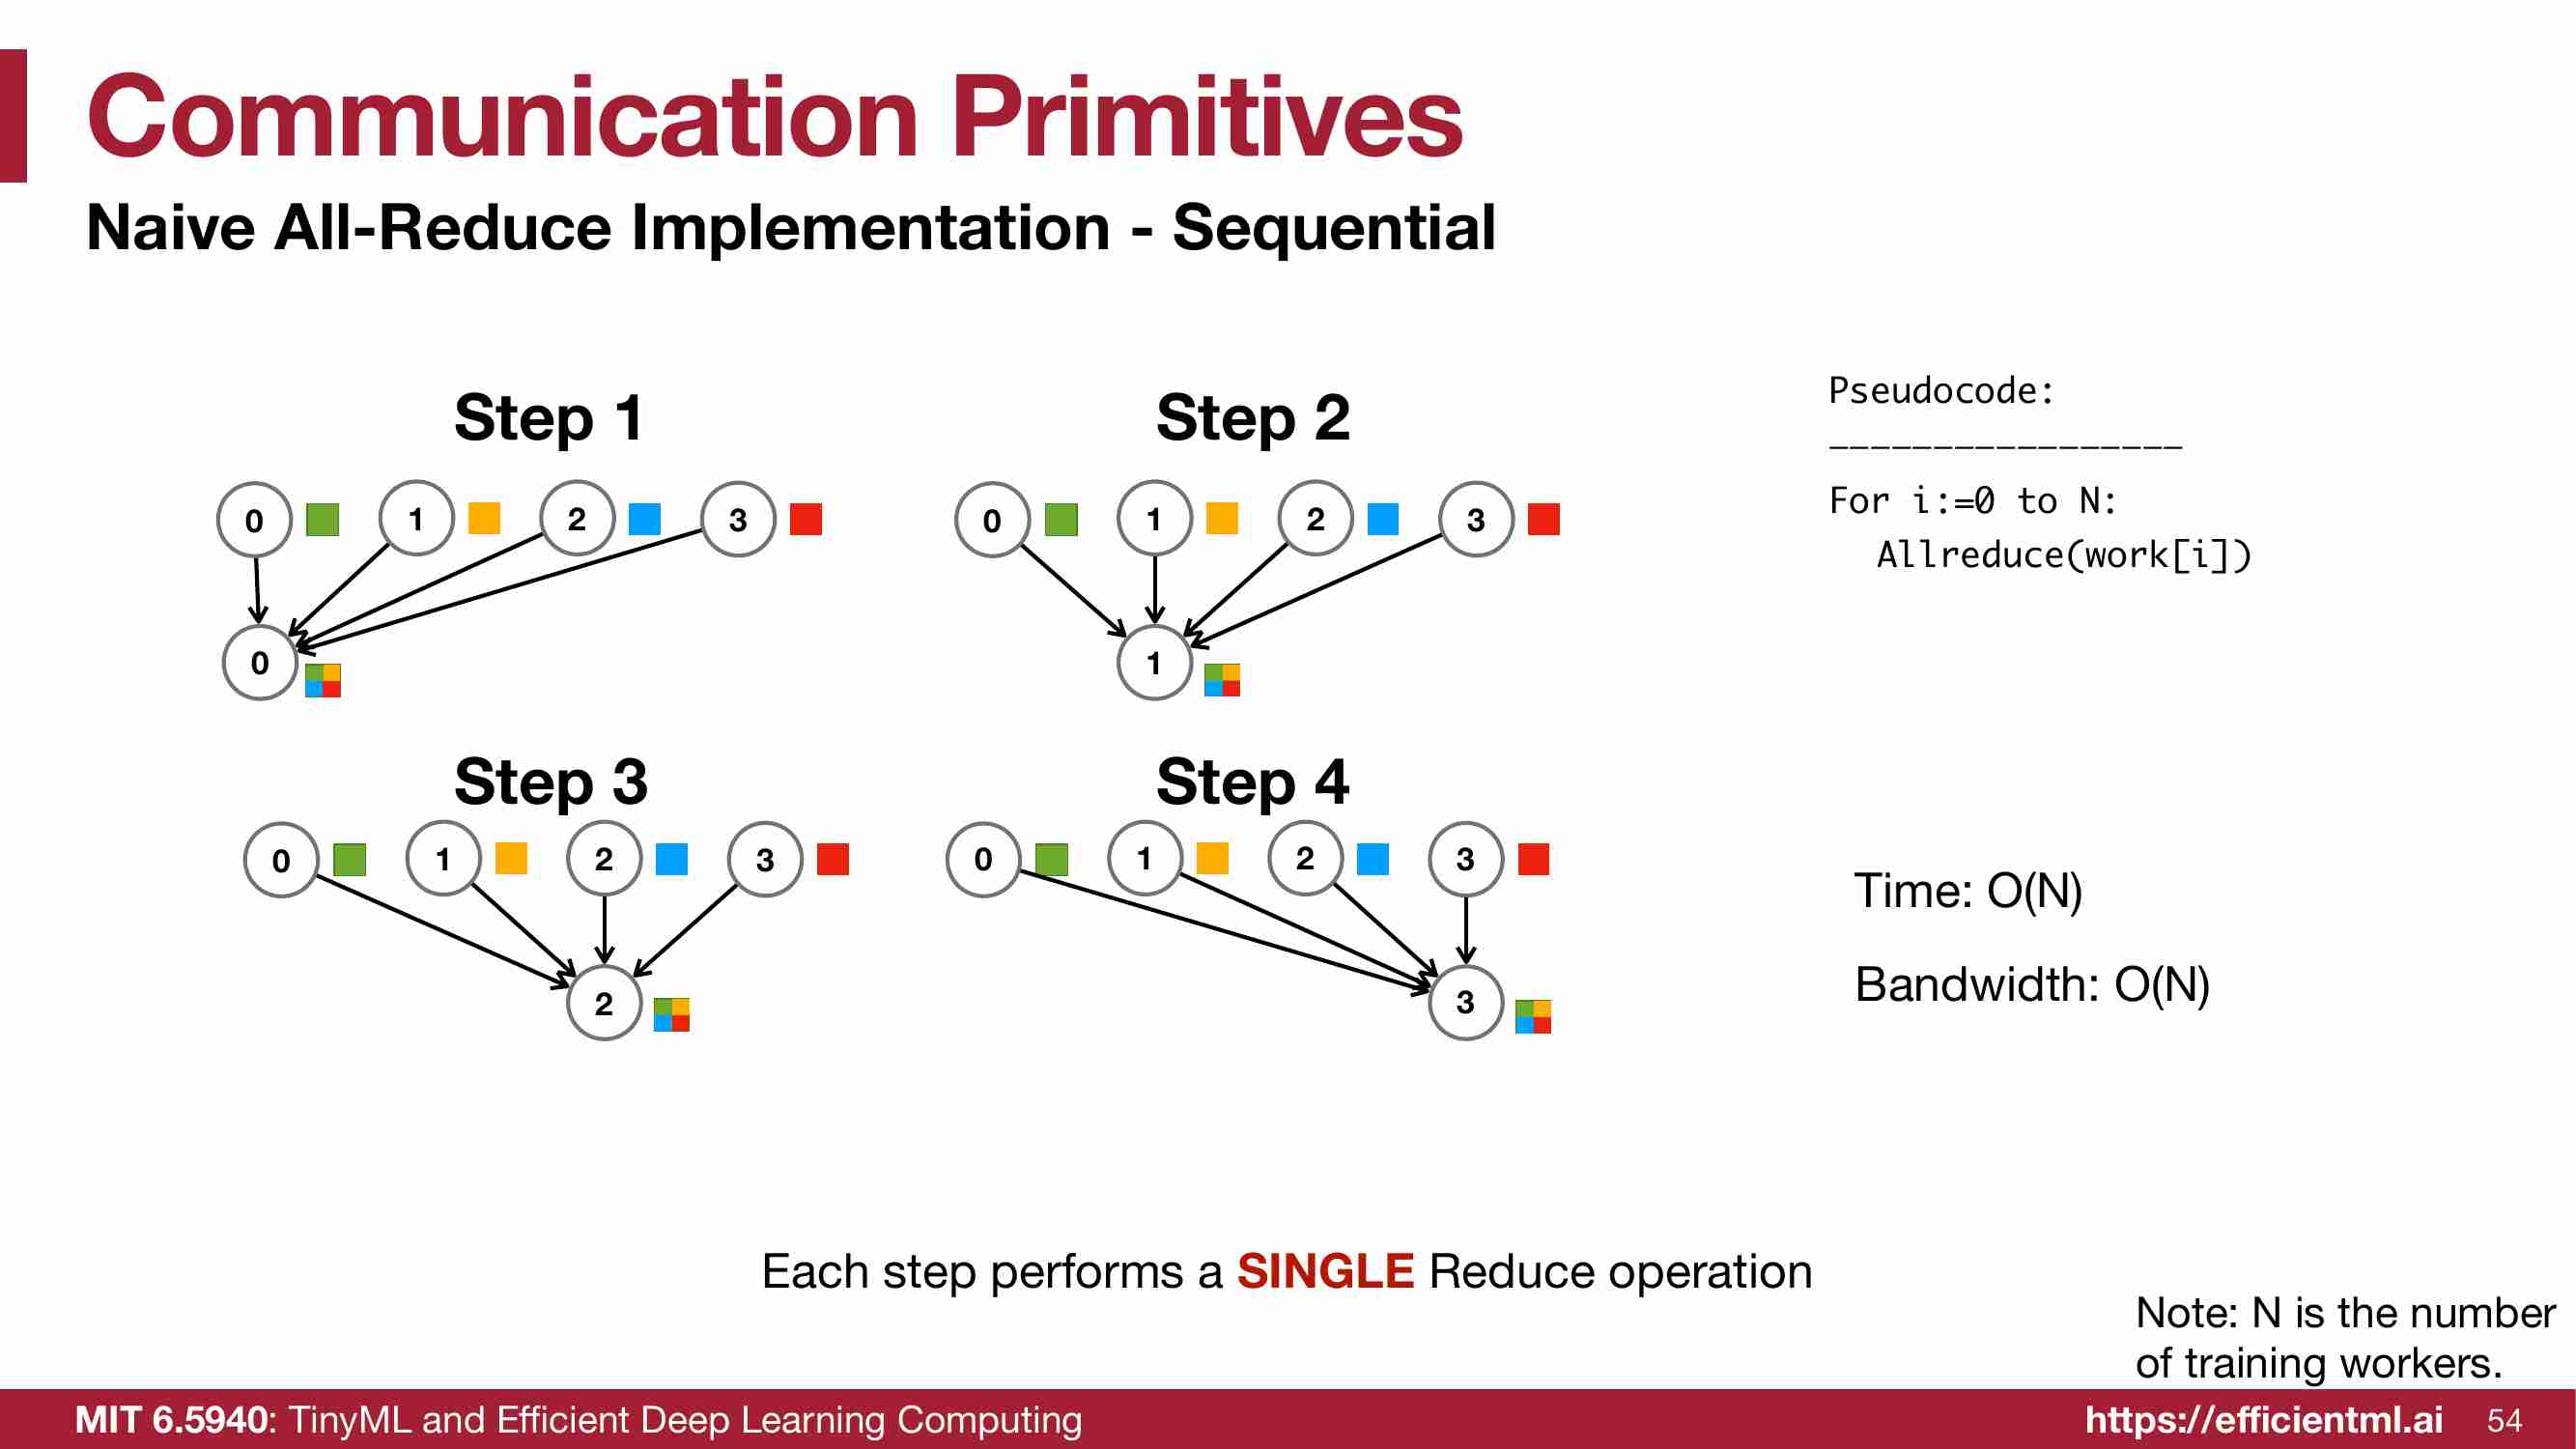 Communication Primitives
Naive All-Reduce Implementation - Sequential
Step 1
0 1 2 3
0
Step 2
0 1 2 3
1
Step 3
0 1 2 3
2
Step 4
0 1 2 3
3
Pseudocode:
—————————————————
For i:=0 to N:
Allreduce(work[i])
Time: O(N)
Bandwidth: O(N)
Each step performs a SINGLE Reduce operation
Note: N is the number
of training workers.
MIT 6.5940: TinyML and Efficient Deep Learning Computing
https://efficientml.ai 54